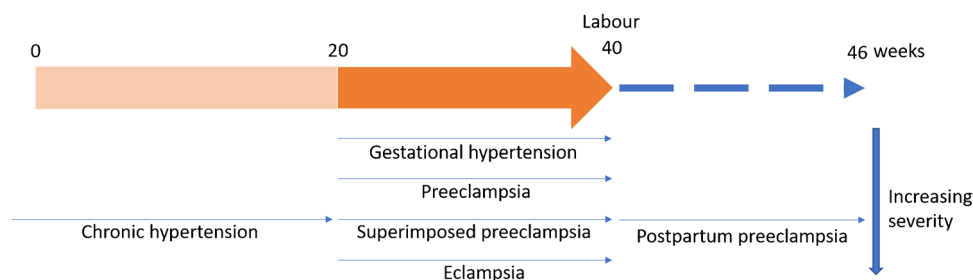 Labour
0
20
40
46 weeks
Gestational hypertension
Preeclampsia
Chronic hypertension
Superimposed preeclampsia
Postpartum preeclampsia
Increasing
severity
Eclampsia